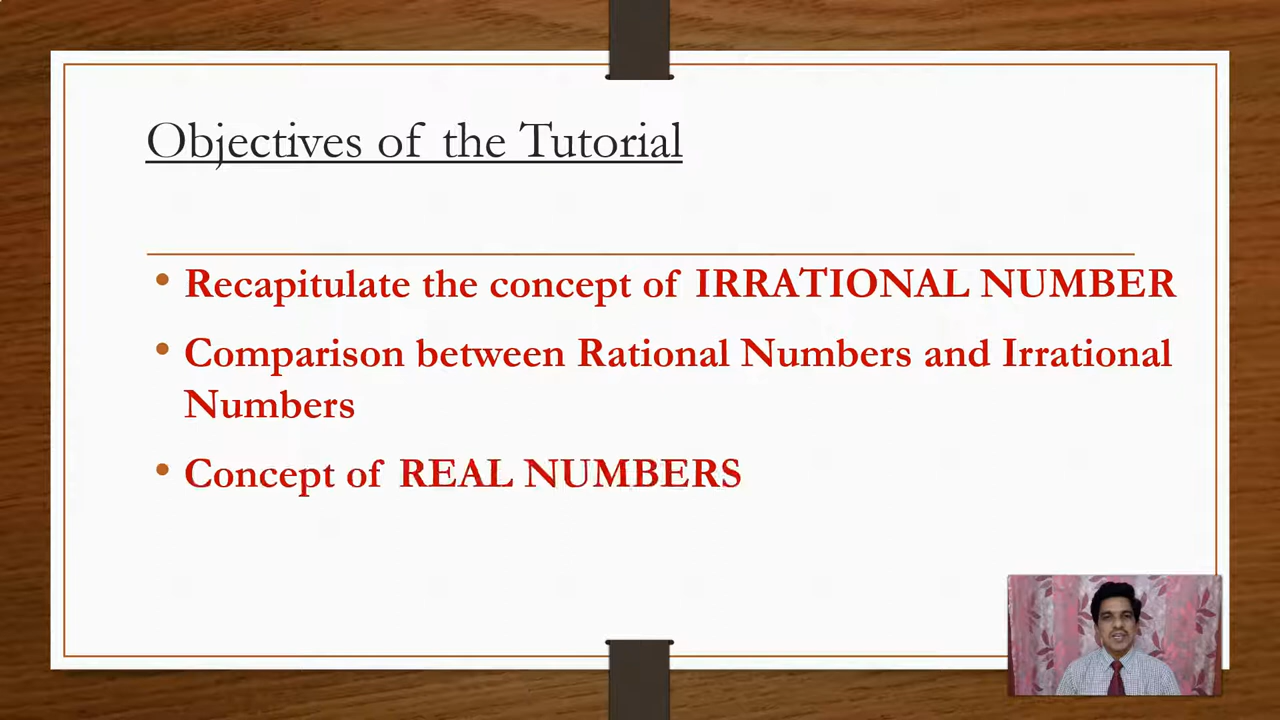 Objectives of the Tutorial
• Recapitulate the concept of IRRATIONAL NUMBER
• Comparison between Rational Numbers and Irrational
Numbers
• Concept of REAL NUMBERS